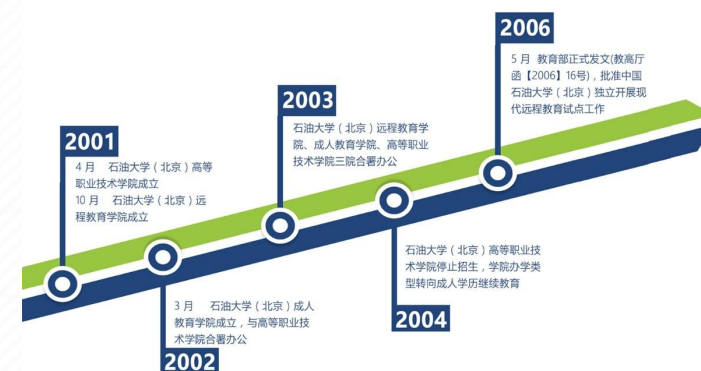 2001
4 月 石油大学（北京）高等
职业技术学院成立
10 月 石油大学（北京）远
程教育学院成立
3 月 石油大学（北京）成人
教育学院成立，与高等职业技
术学院合署办公
2002
2003
石油大学（北京）远程教育学
院、成人教育学院、高等职业
技术学院三院合署办公
石油大学（北京）高等职业技
术学院停止招生，学院办学类
型转向成人学历继续教育
2004
2006
5 月 教育部正式发文(教高厅
函【2006】16号)，批准中国
石油大学（北京）独立开展现
代远程教育试点工作